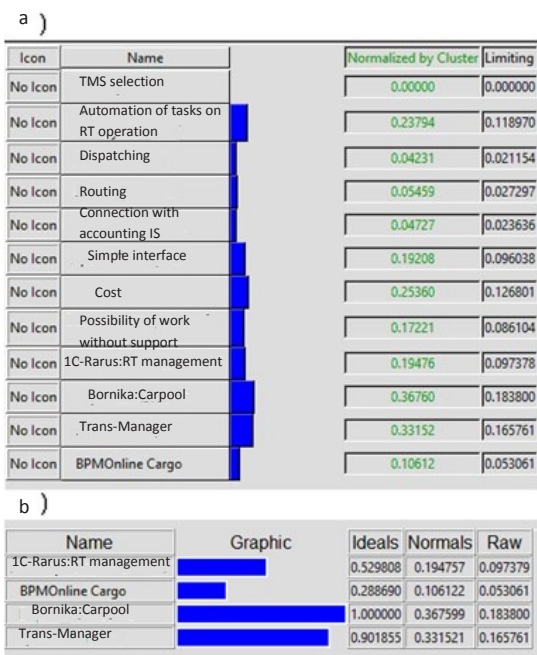 a )
Icon Name Normalized by Cluster Limiting
No Icon TMS selection 0.00000 0.000000
No Icon Automation of tasks on RT operation 0.23794 0.118970
No Icon Dispatching 0.04231 0.021154
No Icon Routing 0.05459 0.027297
No Icon Connection with accounting IS 0.04727 0.023636
No Icon Simple interface 0.19208 0.096038
No Icon Cost 0.25360 0.126801
No Icon Possibility of work without support 0.17221 0.086104
No Icon 1C-Rarus:RT management 0.19476 0.097378
No Icon Bornika:Carpool 0.36760 0.183800
No Icon Trans-Manager 0.33152 0.165761
No Icon BPMOnline Cargo 0.10612 0.053061
b )
Name Graphic Ideals Normals Raw
1C-Rarus:RT management 0.529808 0.194757 0.097379
BPMOnline Cargo 0.288690 0.106122 0.053061
Bornika:Carpool 1.000000 0.367599 0.183800
Trans-Manager 0.901855 0.331521 0.165761